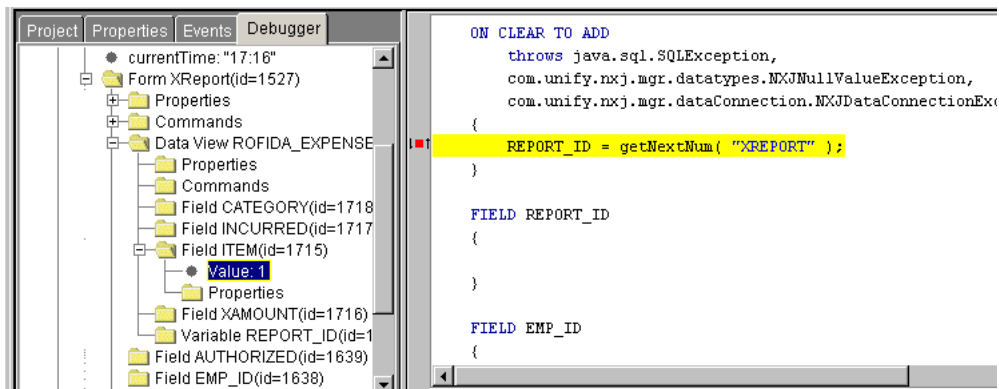 Project Properties Events Debugger
currentTime: "17:16"
Form XReport(id=1527)
Properties
Commands
Data View ROFIDA_EXPENSE
Properties
Commands
Field CATEGORY(id=1718
Field INCURRED(id=1717
Field ITEM(id=1715)
Value: 1
Properties
Field XAMOUNT(id=1716)
Variable REPORT_ID(id=1
Field AUTHORIZED(id=1639)
Field EMP_ID(id=1638)
ON CLEAR TO ADD
throws java.sql.SQLException,
com.unify.nxj.mgr.datatypes.NXJNullValueException,
com.unify.nxj.mgr.dataConnection.NXJDataConnectionExc
{
REPORT_ID = getNextNum( "XREPORT" );
}
FIELD REPORT_ID
{
}
FIELD EMP_ID
{